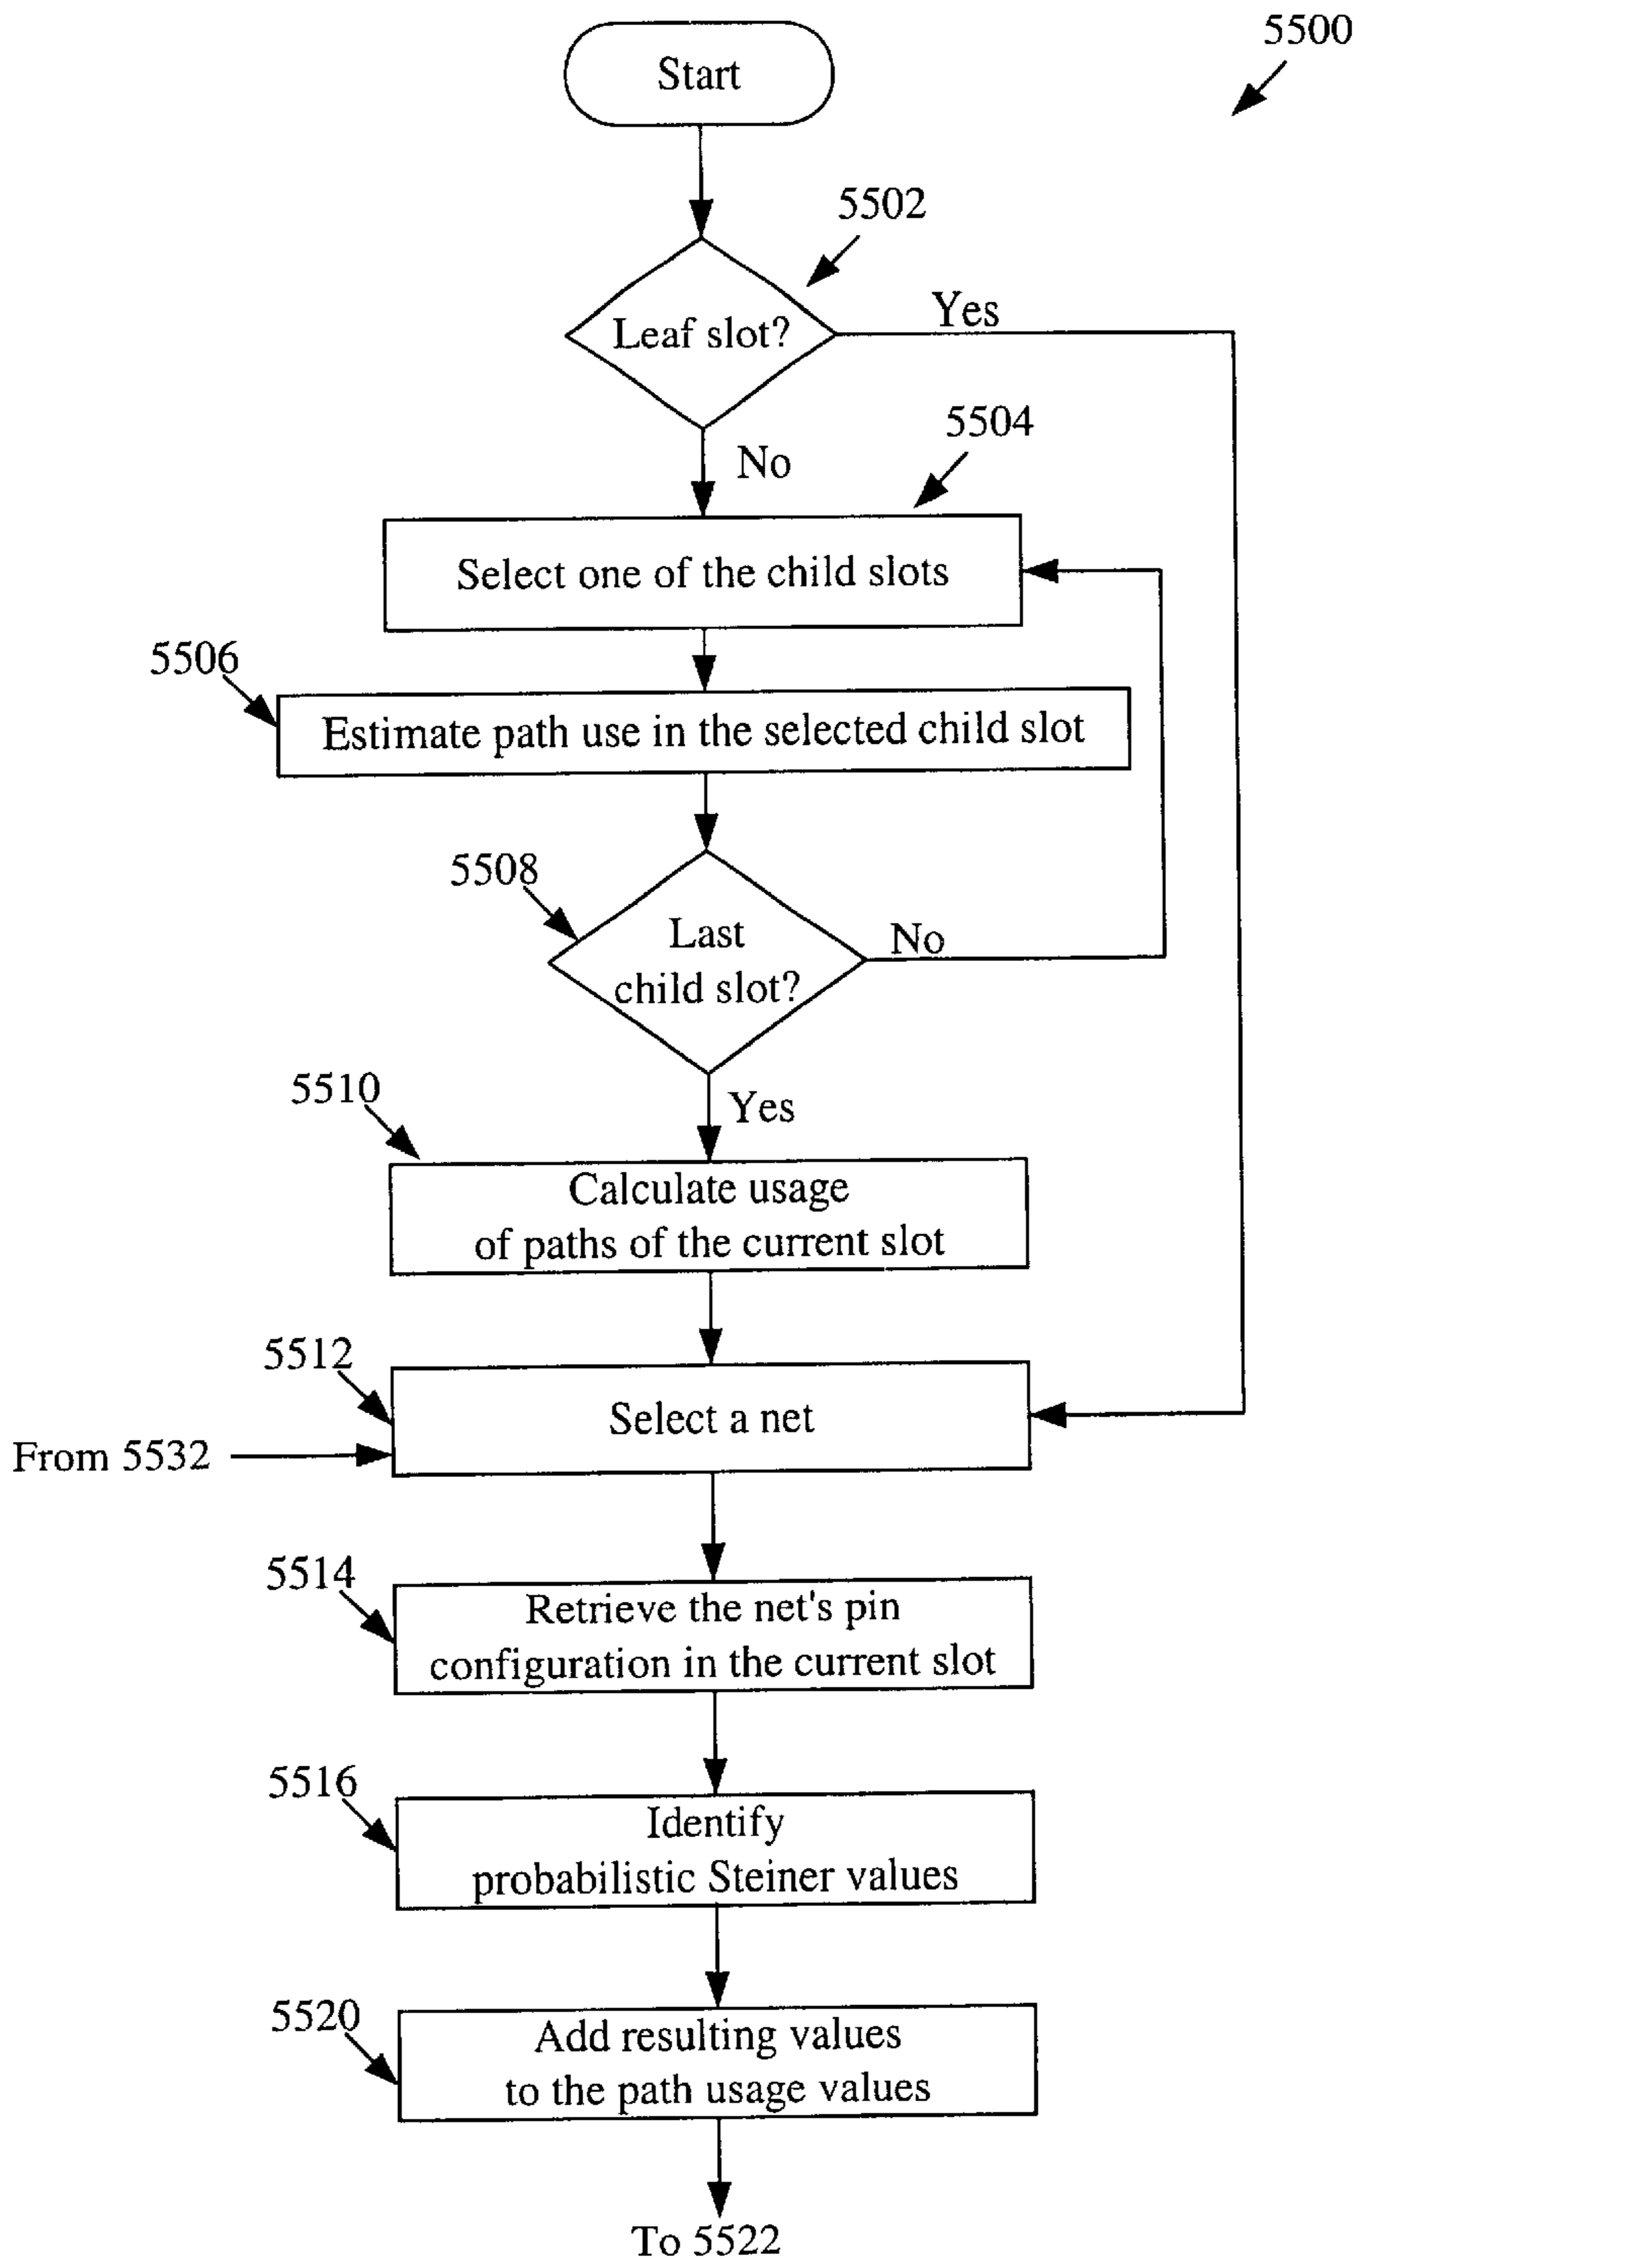 5500
Start
5502
Leaf slot?
Yes
No
5504
Select one of the child slots
5506
Estimate path use in the selected child slot
5508
Last
child slot?
No
Yes
5510
Calculate usage
of paths of the current slot
5512
Select a net
From 5532
5514
Retrieve the net's pin
configuration in the current slot
5516
Identify
probabilistic Steiner values
5520
Add resulting values
to the path usage values
To 5522